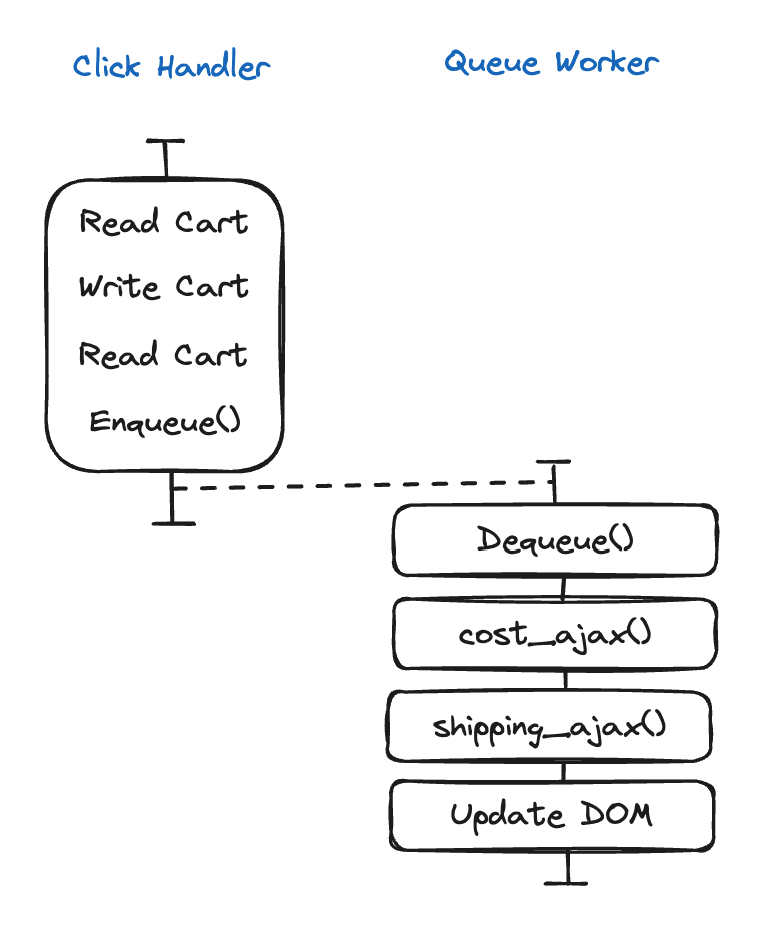 Click Handler
Queue Worker
Read Cart
Write Cart
Read Cart
Enqueue()
Dequeue()
cost_ajax()
shipping_ajax()
Update DOM